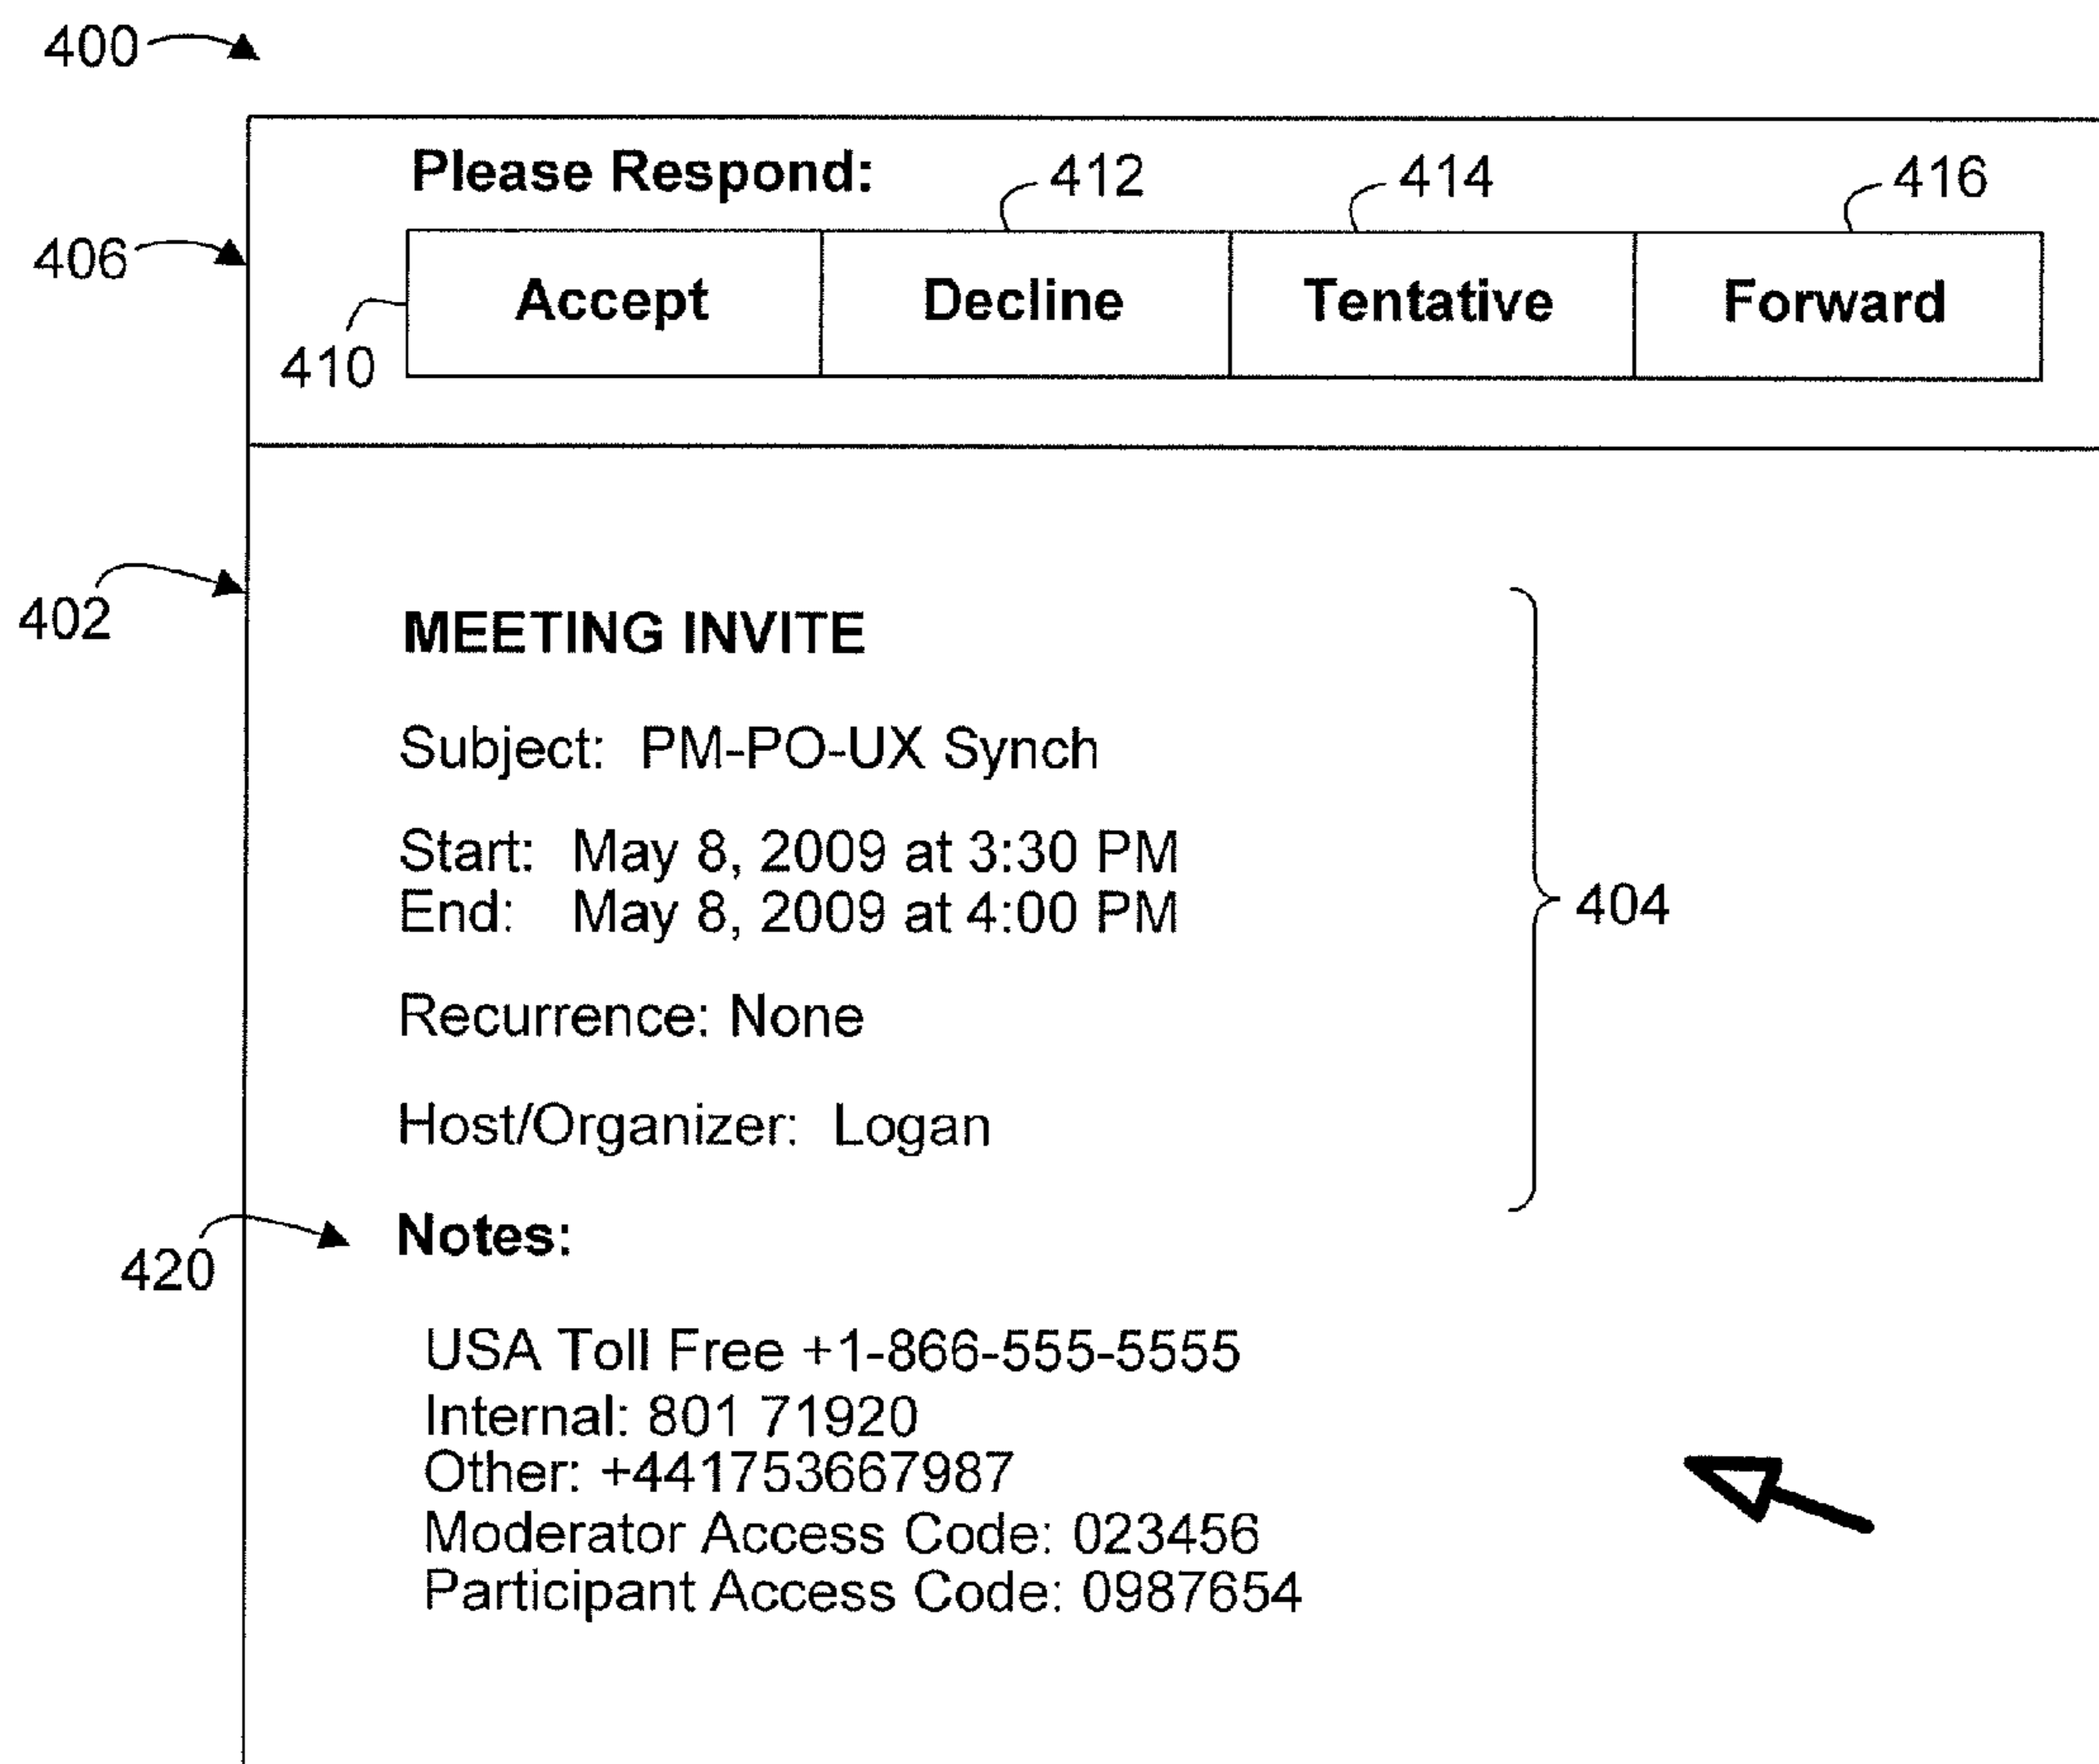 400
Please Respond: 412 414 416
406
Accept Decline Tentative Forward
410
402
MEETING INVITE
Subject: PM-PO-UX Synch
Start: May 8, 2009 at 3:30 PM
End: May 8, 2009 at 4:00 PM
404
Recurrence: None
Host/Organizer: Logan
Notes:
420
USA Toll Free +1-866-555-5555
Internal: 801 71920
Other: +441753667987
Moderator Access Code: 023456
Participant Access Code: 0987654